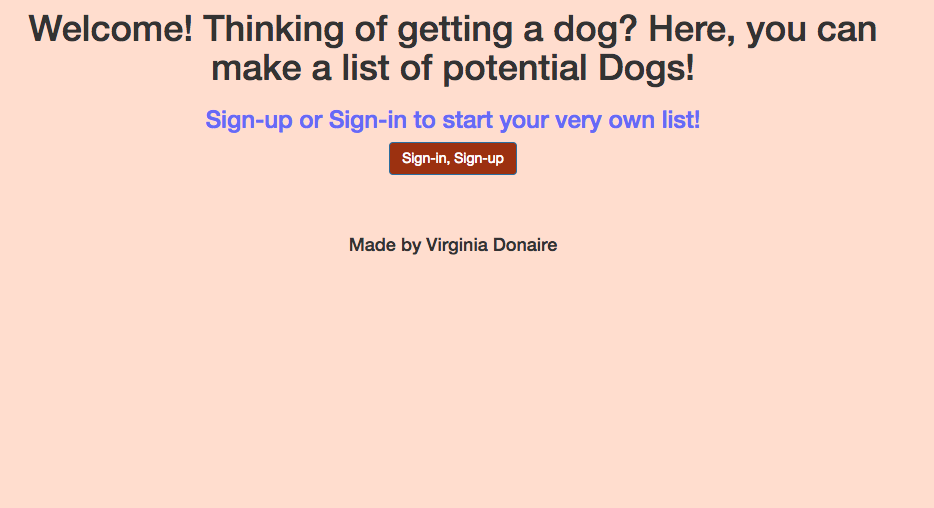 Welcome! Thinking of getting a dog? Here, you can
make a list of potential Dogs!
Sign-up or Sign-in to start your very own list!
Sign-in, Sign-up
Made by Virginia Donaire